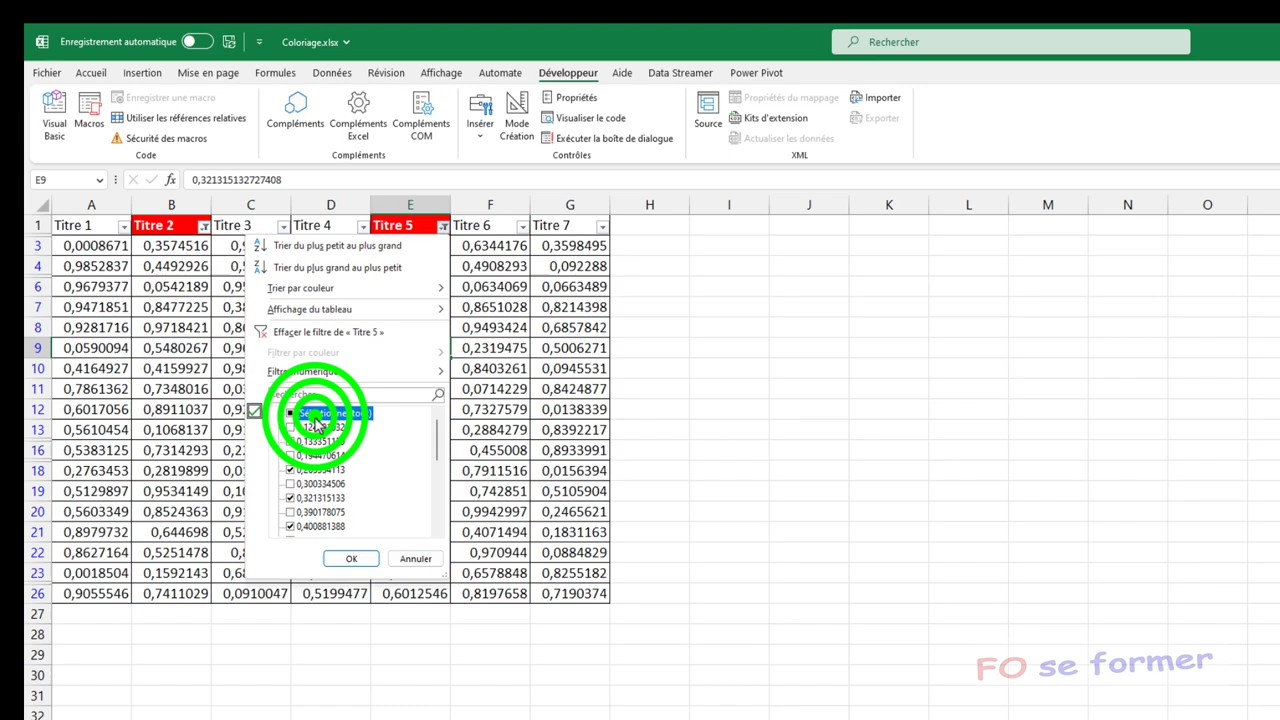 Enregistrement automatique
Coloriage.xlsx
Rechercher
Fichier Accueil Insertion Mise en page Formules Données Révision Affichage Développeur Automate Aide Data Streamer Power Pivot
Visual Basic
Macros
Enregistrer une macro
Utiliser les références relatives
Sécurité des macros
Code
Compléments
Compléments Excel
Compléments COM
Compléments
Insérer
Mode Création
Propriétés
Visualiser le code
Exécuter la boîte de dialogue
Contrôles
Source
Propriétés du mappage
Kits d'extension
Actualiser les données
Importer
Exporter
XML
E9 fx 0,321315132727408
A B C D E F G H I J K L M N O
1 Titre 1 Titre 2 Titre 3 Titre 4 Titre 5 Titre 6 Titre 7
3 0,0008671 0,3574516 0,6344176 0,3598495
4 0,9852837 0,4492926 0,4908293 0,092288
6 0,9679377 0,0542189 0,0634069 0,0663489
7 0,9471851 0,8477225 0,8651028 0,8214398
8 0,9281716 0,9718421 0,9493424 0,6857842
9 0,0590094 0,5480267 0,2319475 0,5006271
10 0,4164927 0,4159927 0,8403261 0,0945531
11 0,7861362 0,7348016 0,0714229 0,8424877
12 0,6017056 0,8911037 0,7327579 0,0138339
13 0,5610454 0,1068137 0,2884279 0,8392217
16 0,5383125 0,7314293 0,455008 0,8933991
18 0,2763453 0,2819899 0,7911516 0,0156394
19 0,5129897 0,9534149 0,742851 0,5105904
20 0,5603349 0,8524363 0,9942997 0,2465621
21 0,8979732 0,644698 0,4071494 0,1831163
22 0,8627164 0,5251478 0,970944 0,0884829
23 0,0018504 0,1592143 0,6578848 0,8255182
26 0,9055546 0,7411029 0,0910047 0,5199477 0,6012546 0,8197658 0,7190374
27
28
29
30
31
32
Trier du plus petit au plus grand
Trier du plus grand au plus petit
Trier par couleur
Affichage du tableau
Effacer le filtre de « Titre 5 »
Filtrer par couleur
0,300334506
0,321315133
0,390178075
0,400881388
OK Annuler
FO se former